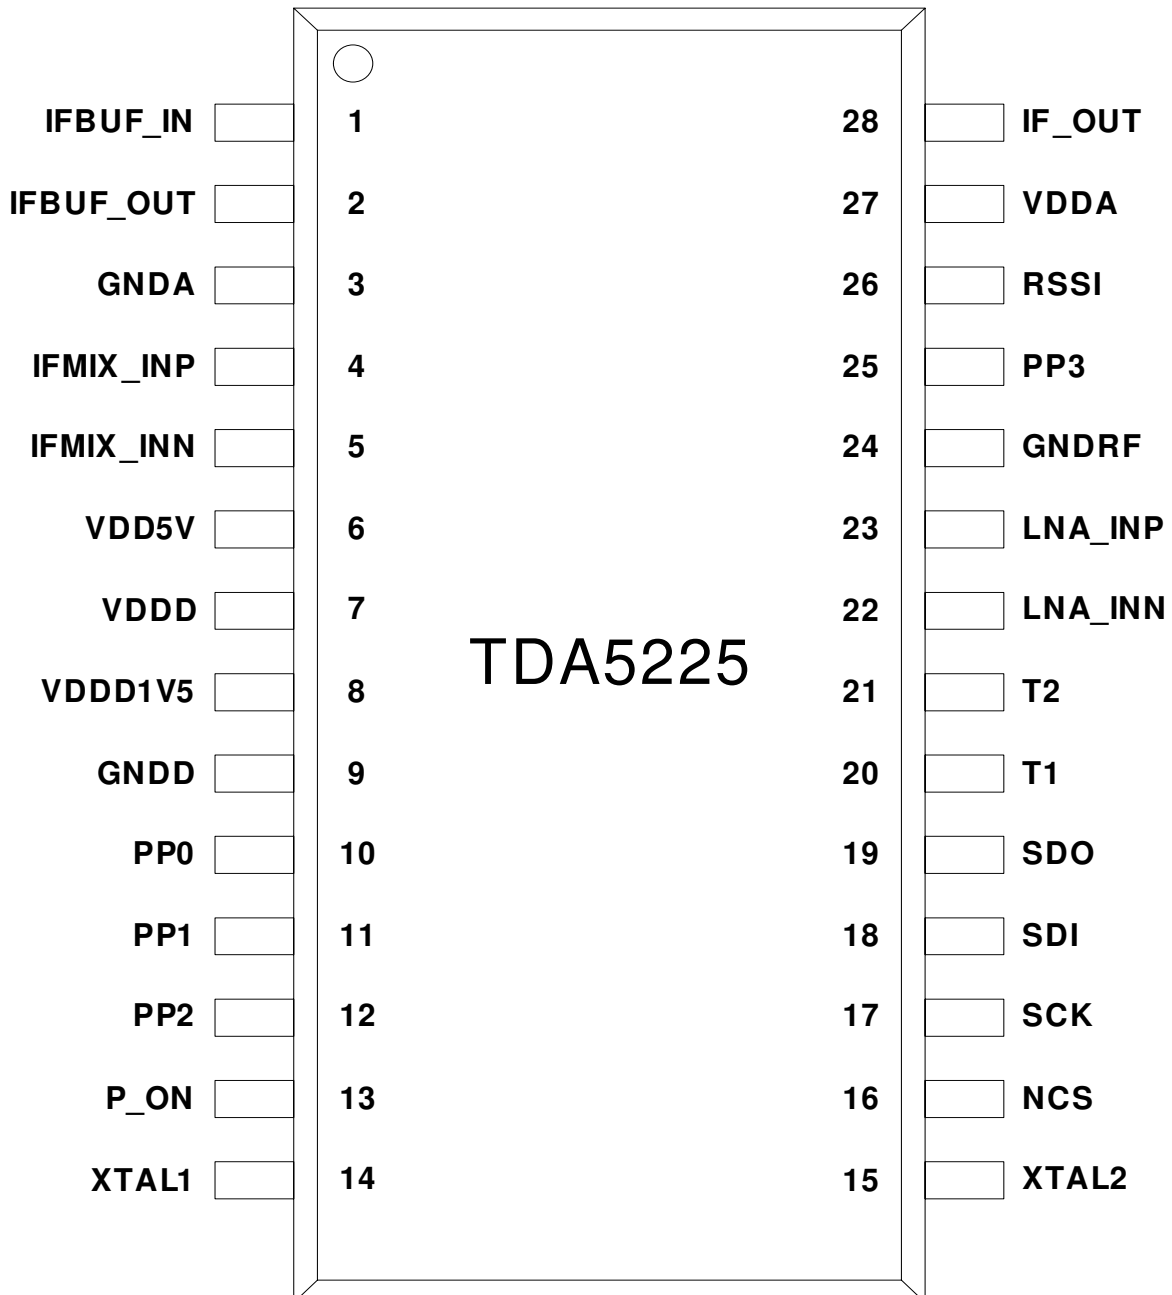 IFBUF_IN 1 28 IF_OUT
IFBUF_OUT 2 27 VDDA
GNDA 3 26 RSSI
IFMIX_INP 4 25 PP3
IFMIX_INN 5 24 GNDRF
VDD5V 6 23 LNA_INP
VDDD 7 22 LNA_INN
TDA5225
VDDD1V5 8 21 T2
GNDD 9 20 T1
PP0 10 19 SDO
PP1 11 18 SDI
PP2 12 17 SCK
P_ON 13 16 NCS
XTAL1 14 15 XTAL2